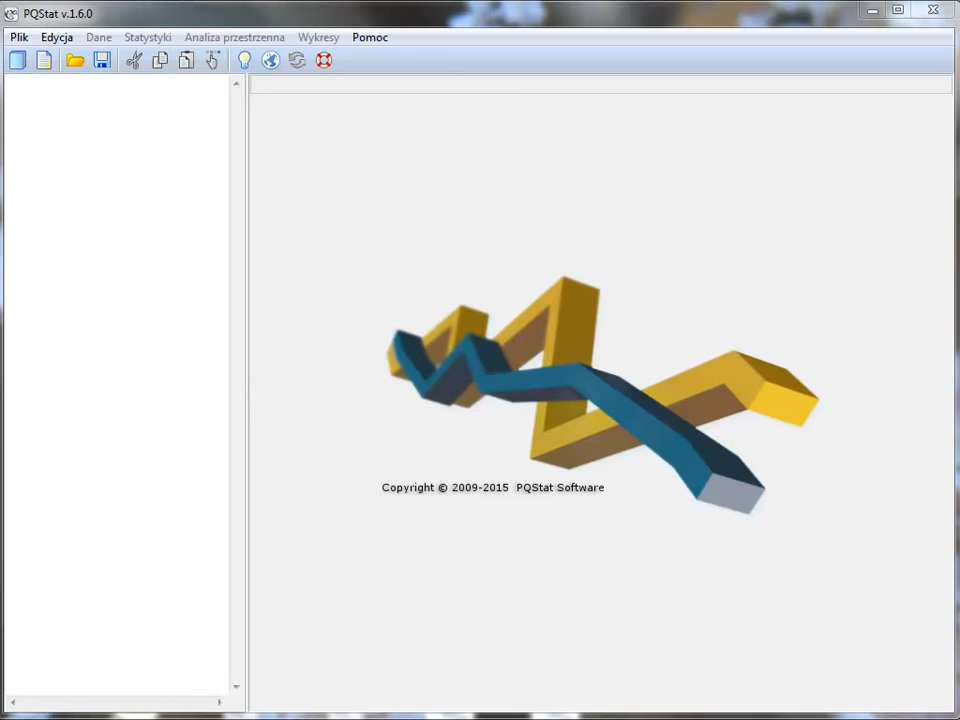 PQStat v.1.6.0
Plik Edycja Dane Statystyki Analiza przestrzenna Wykresy Pomoc
Copyright © 2009-2015 PQStat Software